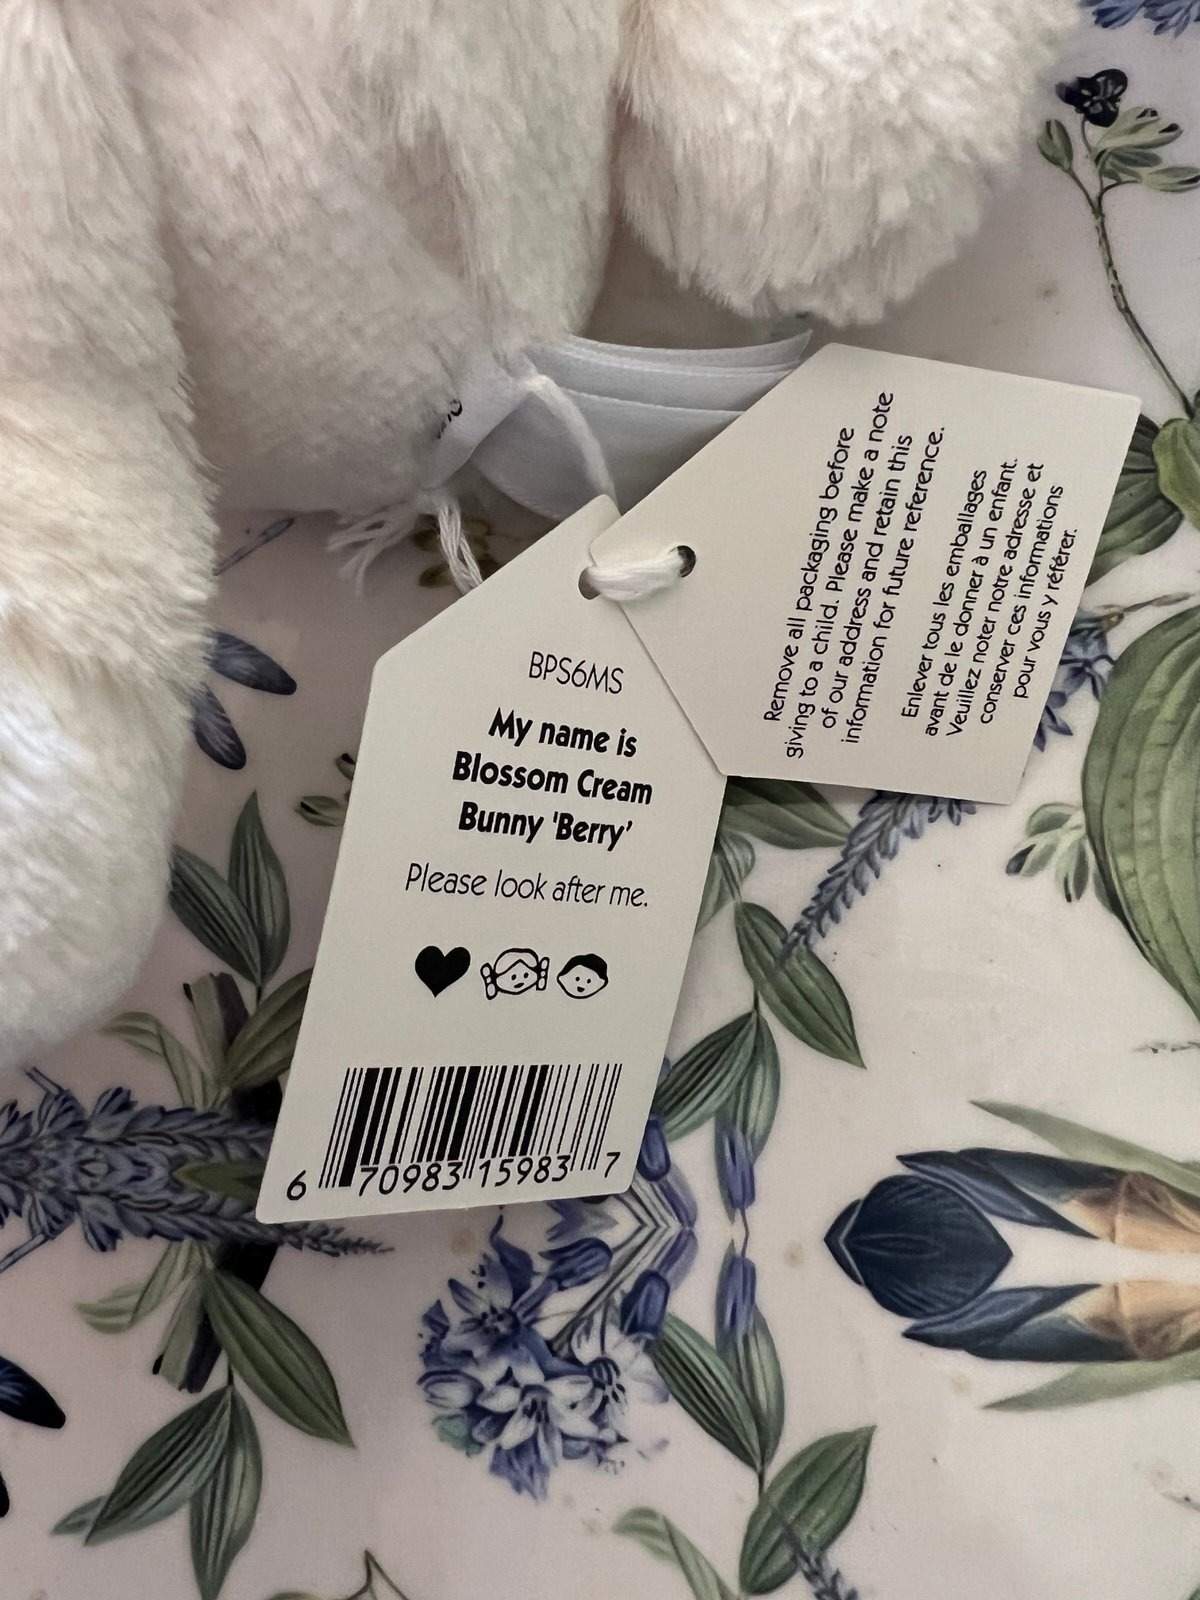 BPS6MS
My name is
Blossom Cream
Bunny 'Berry’
Please look after me.
6 70983 15983 7
Remove all packaging before
giving to a child. Please make a note
of our address and retain this
information for future reference.
Enlever tous les emballages
avant de le donner à un enfant.
Veuillez noter notre adresse et
conserver ces informations
pour vous y référer.